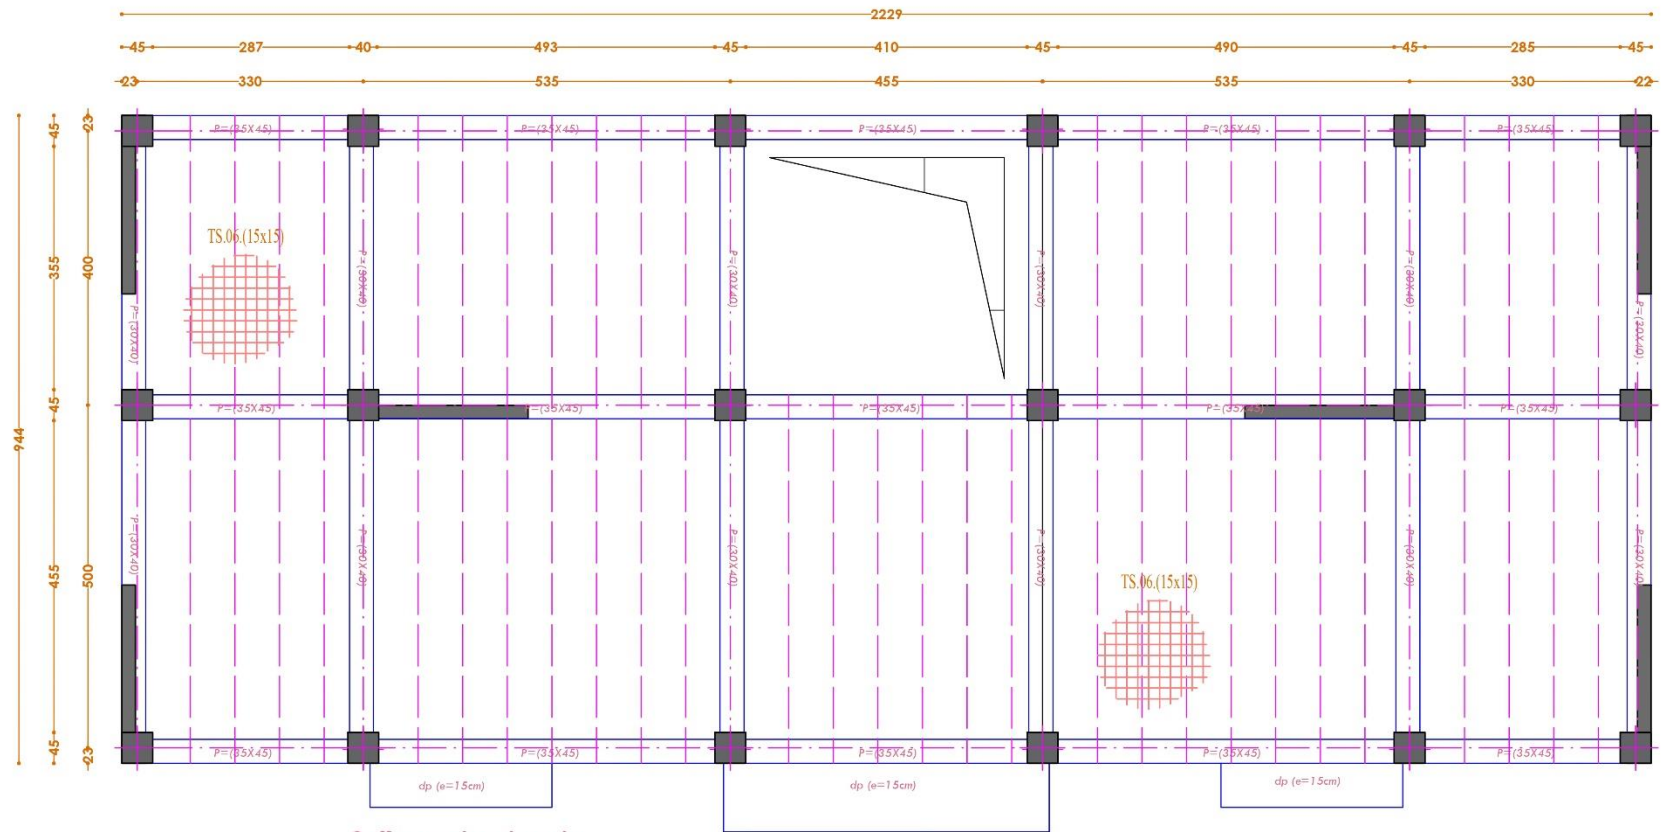 2229
45 287 40 493 45 410 45 490 45 285 45
23 330 535 455 535 330 22
45 23
P=(35X45) P=(35X45) P=(35X45) P=(35X45) P=(35X45)
TS.06.(15x15)
944
355 400
P=(30X40) P=(30X40) P=(30X40) P=(30X40)
P=(30X40) P=(30X40)
45
P=(35X45) P=(35X45) P=(35X45) P=(35X45) P=(35X45)
455 500
P=(30X40) P=(30X40) P=(30X40) P=(30X40) P=(30X40) P=(30X40)
TS.06.(15x15)
45 23
P=(35X45) P=(35X45) P=(35X45) P=(35X45) P=(35X45)
dp (e=15cm) dp (e=15cm) dp (e=15cm)